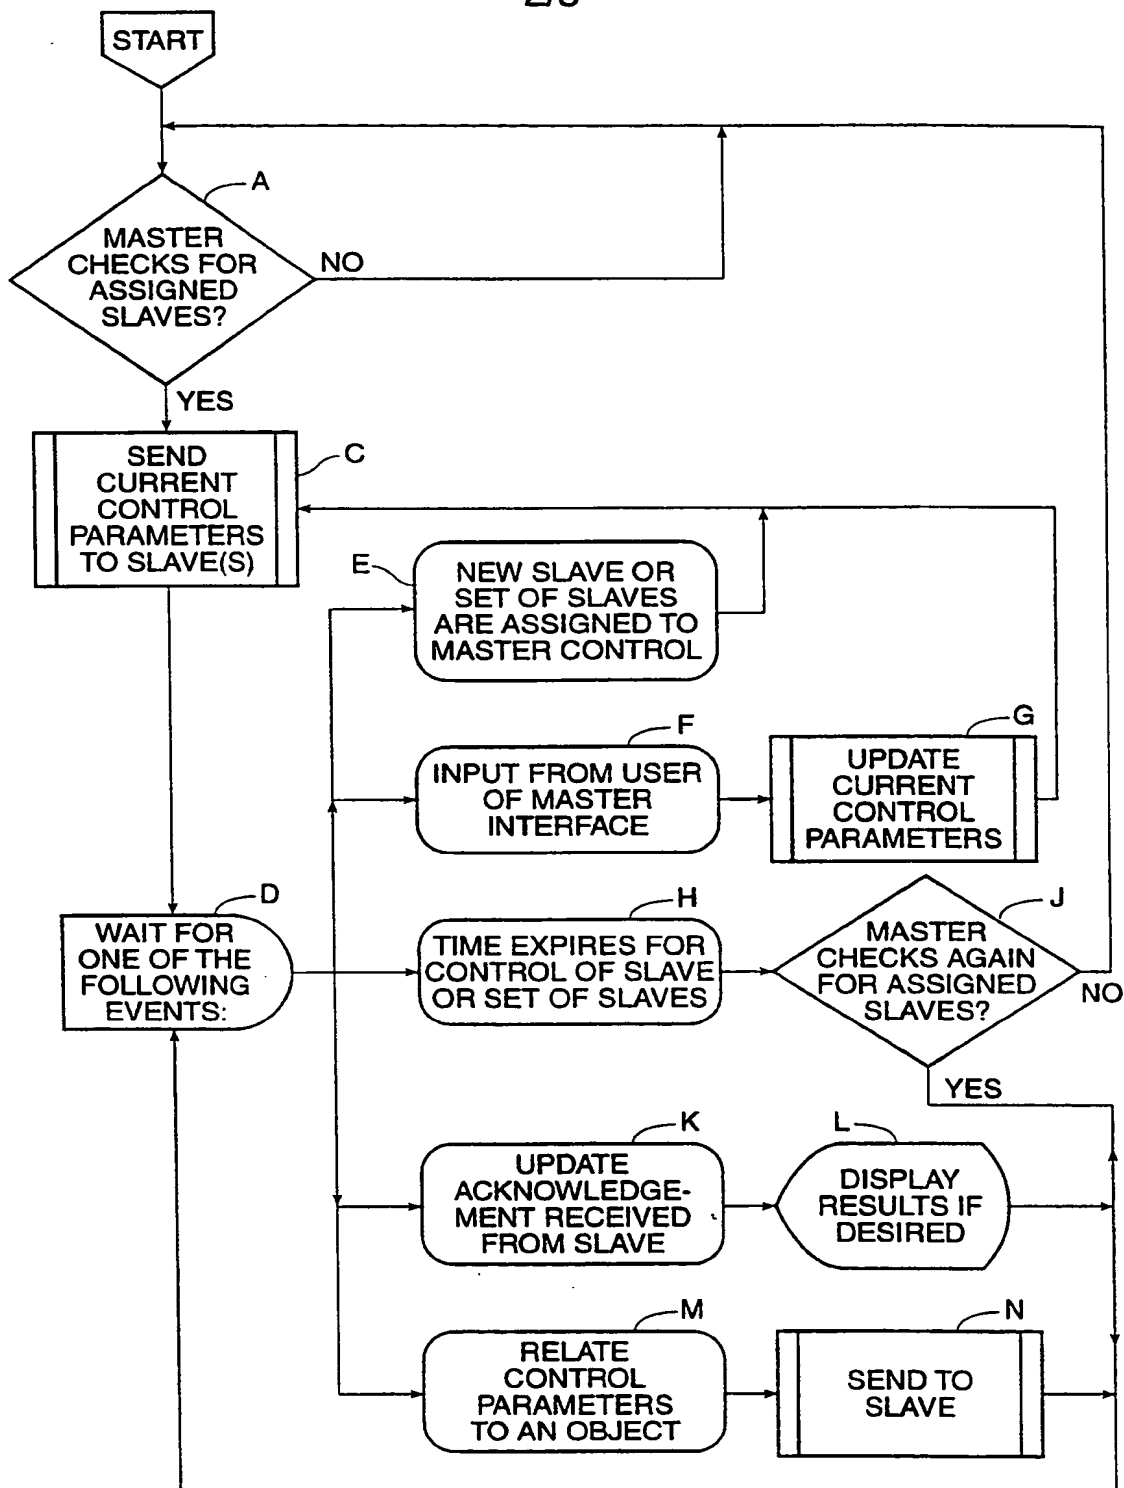 START
A
MASTER
CHECKS FOR
ASSIGNED
SLAVES?
NO
YES
SEND
CURRENT
CONTROL
PARAMETERS
TO SLAVE(S)
C
E
NEW SLAVE OR
SET OF SLAVES
ARE ASSIGNED TO
MASTER CONTROL
F
INPUT FROM USER
OF MASTER
INTERFACE
G
UPDATE
CURRENT
CONTROL
PARAMETERS
D
WAIT FOR
ONE OF THE
FOLLOWING
EVENTS:
H
TIME EXPIRES FOR
CONTROL OF SLAVE
OR SET OF SLAVES
J
MASTER
CHECKS AGAIN
FOR ASSIGNED
SLAVES?
NO
YES
K
UPDATE
ACKNOWLEDGE-
MENT RECEIVED
FROM SLAVE
L
DISPLAY
RESULTS IF
DESIRED
M
RELATE
CONTROL
PARAMETERS
TO AN OBJECT
N
SEND TO
SLAVE